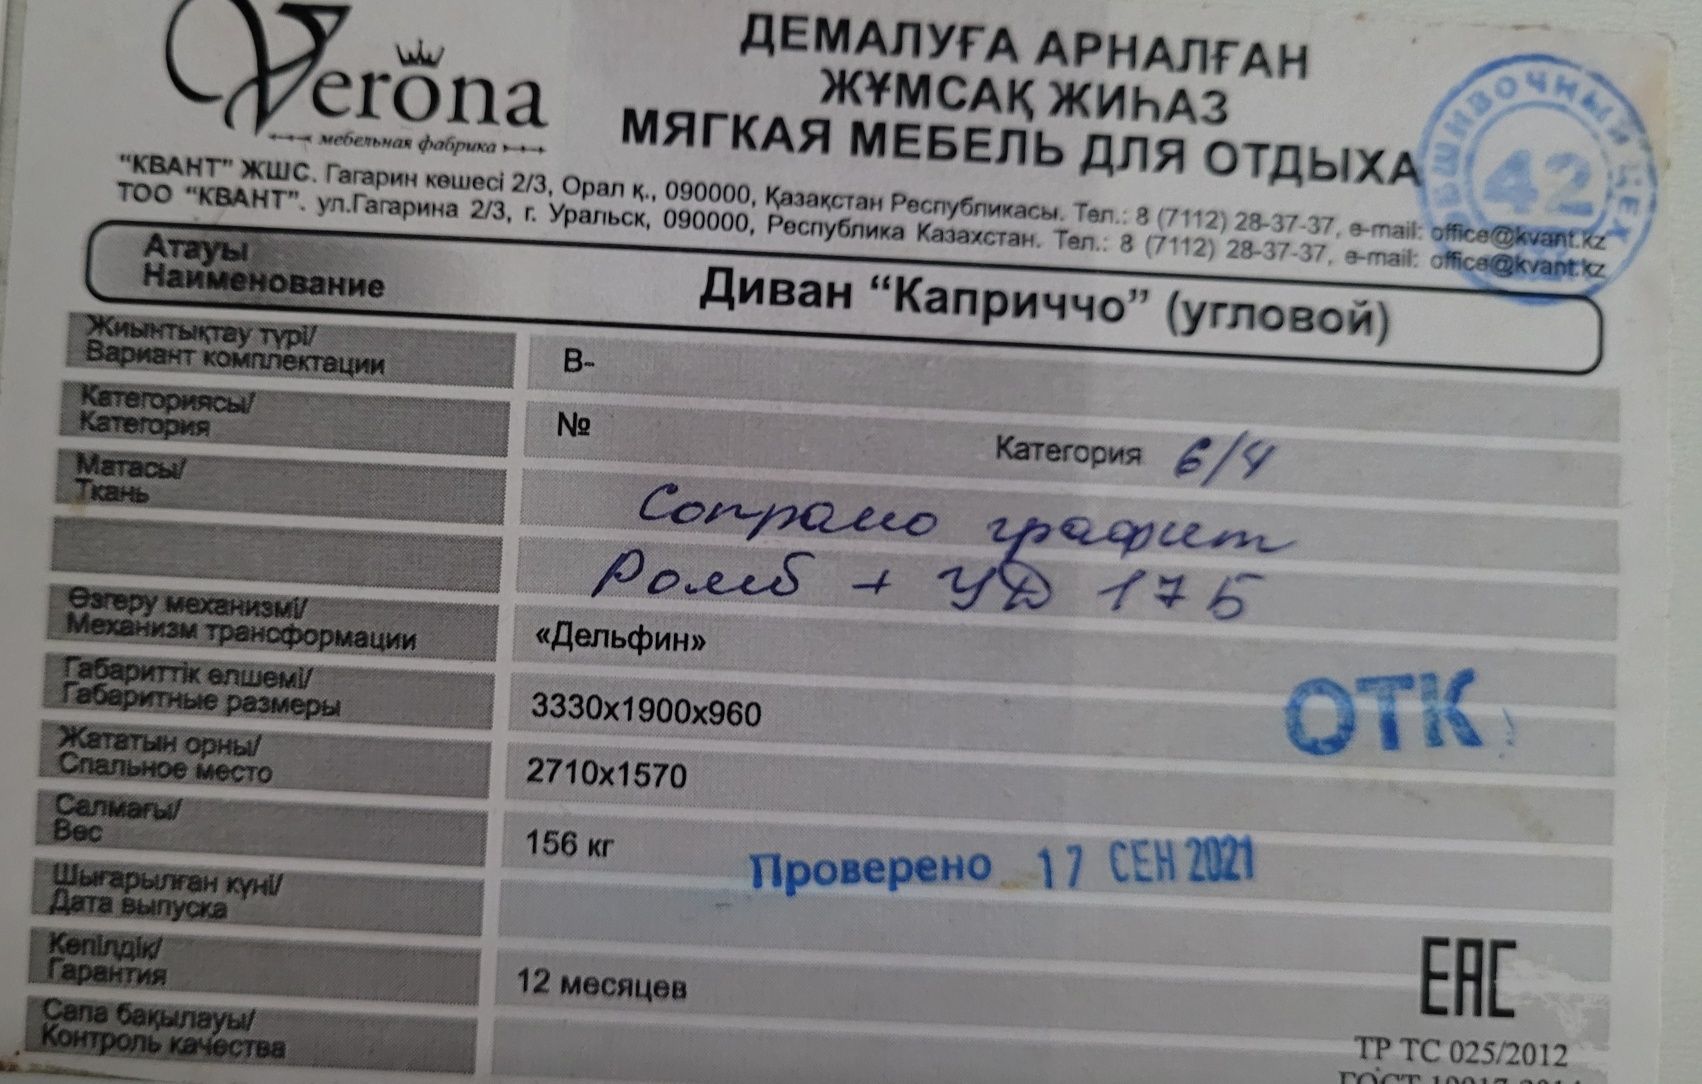 Verona
мебельная фабрика
ДЕМАЛУҒА АРНАЛҒАН
ЖҰМСАҚ ЖИҺАЗ
МЯГКАЯ МЕБЕЛЬ ДЛЯ ОТДЫХА
ОБШИВОЧНЫЙ ЦЕХ
42
"КВАНТ" ЖШС. Гагарин көшесі 2/3, Орал қ., 090000, Қазақстан Республикасы. Тел.: 8 (7112) 28-37-37, e-mail: office@kvant.kz
ТОО "КВАНТ". ул.Гагарина 2/3, г. Уральск, 090000, Республика Казахстан. Тел.: 8 (7112) 28-37-37, e-mail: office@kvant.kz
Атауы
Наименование
Диван "Каприччо" (угловой)
Жиынтықтау түрі/
Вариант комплектации
В-
Категориясы/
Категория
№
Категория 6/4
Матасы/
Ткань
Сопрано графит
Ромб + УД 175
Өзгеру механизмі/
Механизм трансформации
«Дельфин»
Габариттік өлшемі/
Габаритные размеры
3330х1900х960
ОТК
Жататын орны/
Спальное место
2710х1570
Салмағы/
Вес
156 кг
Проверено 17 СЕН 2021
Шығарылған күні/
Дата выпуска
Кепілдік/
Гарантия
12 месяцев
EAC
Сапа бақылауы/
Контроль качества
ТР ТС 025/2012
ГОСТ